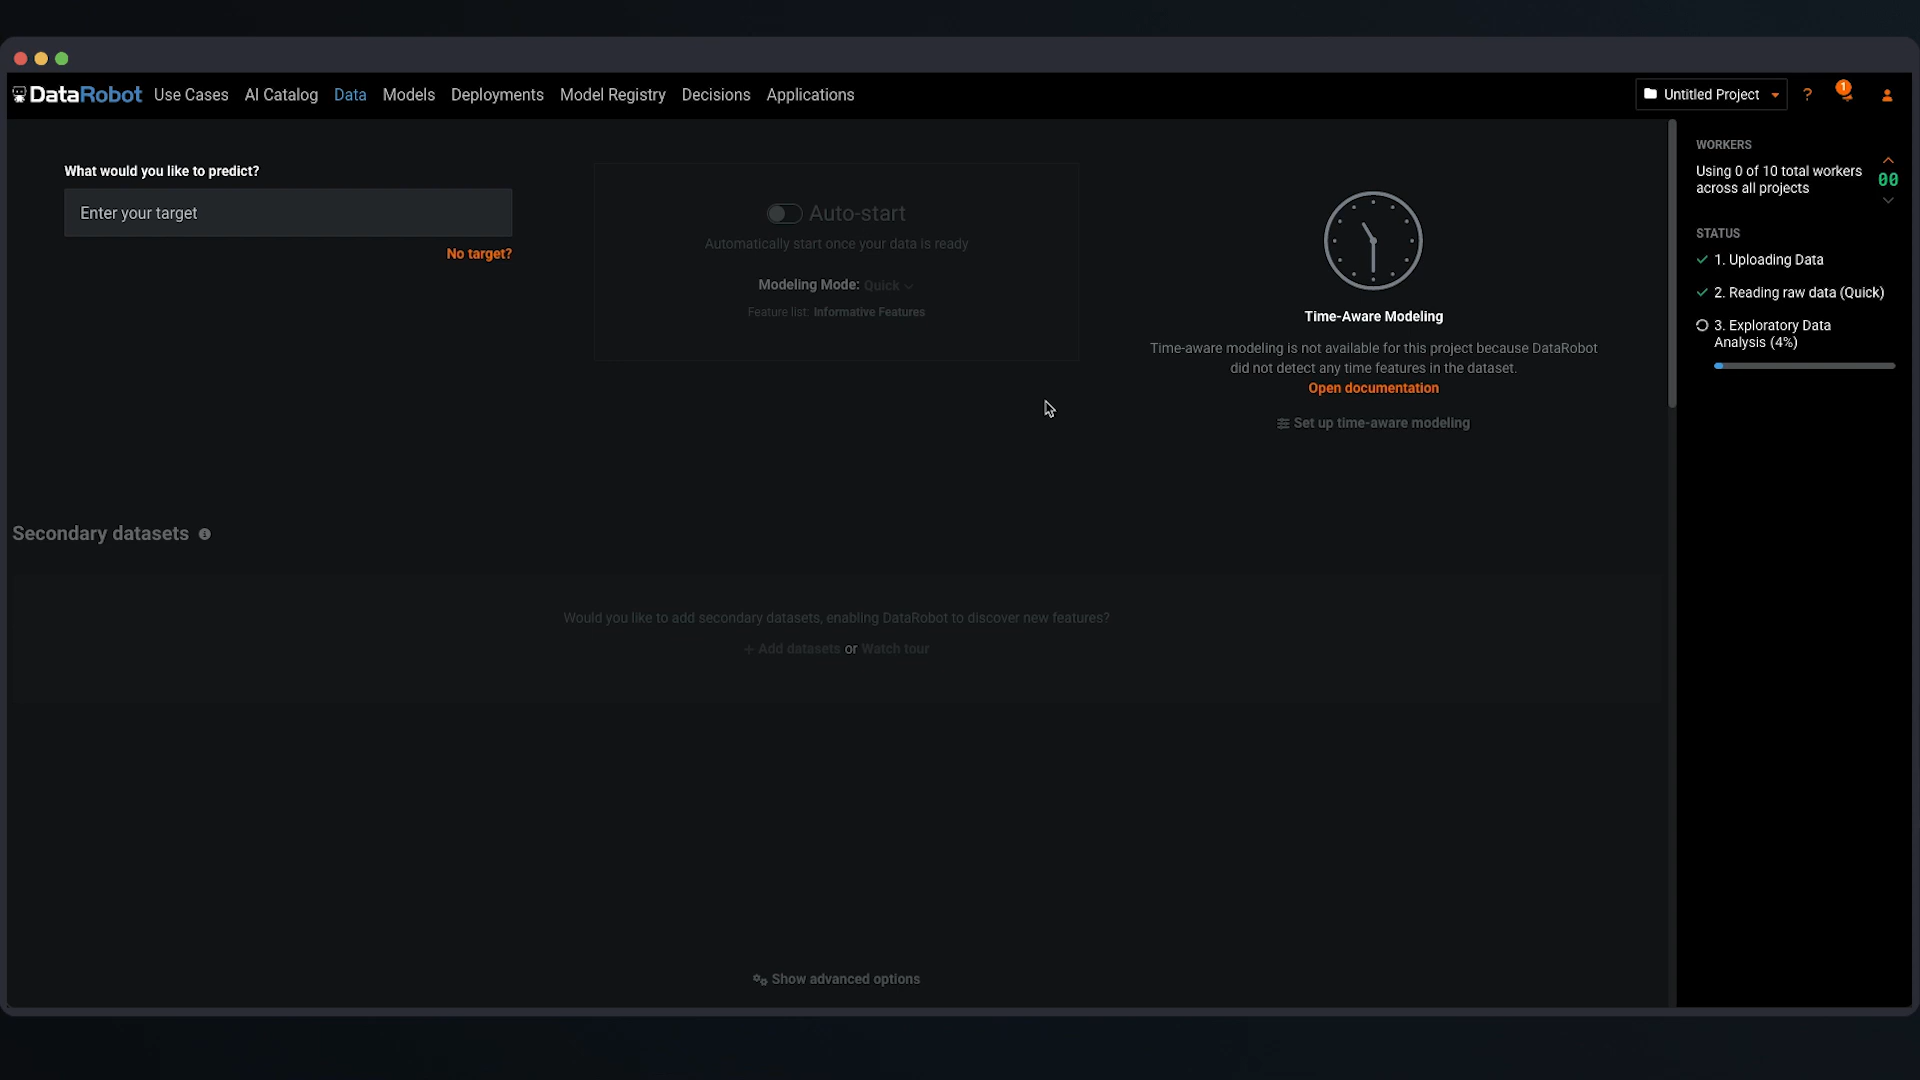 DataRobot Use Cases AI Catalog Data Models Deployments Model Registry Decisions Applications Untitled Project ? 1
What would you like to predict?
Enter your target
No target?
Auto-start
Automatically start once your data is ready
Modeling Mode: Quick
Feature list: Informative Features
Time-Aware Modeling
Time-aware modeling is not available for this project because DataRobot
did not detect any time features in the dataset.
Open documentation
Set up time-aware modeling
WORKERS
Using 0 of 10 total workers
across all projects
00
STATUS
1. Uploading Data
2. Reading raw data (Quick)
3. Exploratory Data
Analysis (4%)
Secondary datasets
Would you like to add secondary datasets, enabling DataRobot to discover new features?
+ Add datasets or Watch tour
Show advanced options